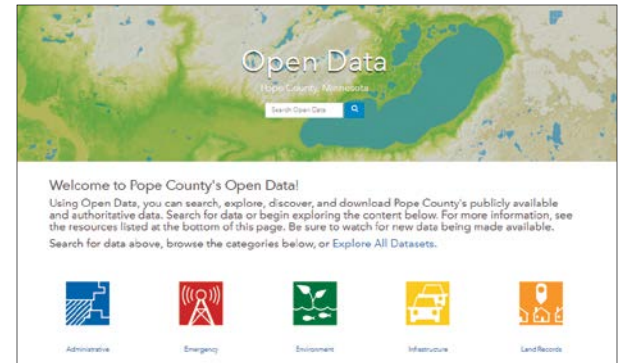 Open Data
Pope County, Minnesota
Search Open Data
Welcome to Pope County's Open Data!
Using Open Data, you can search, explore, discover, and download Pope County's publicly available
and authoritative data. Search for data or begin exploring the content below. For more information, see
the resources listed at the bottom of this page. Be sure to watch for new data being made available.
Search for data above, browse the categories below, or Explore All Datasets.
Administrative
Emergency
Environment
Infrastructure
Land Records